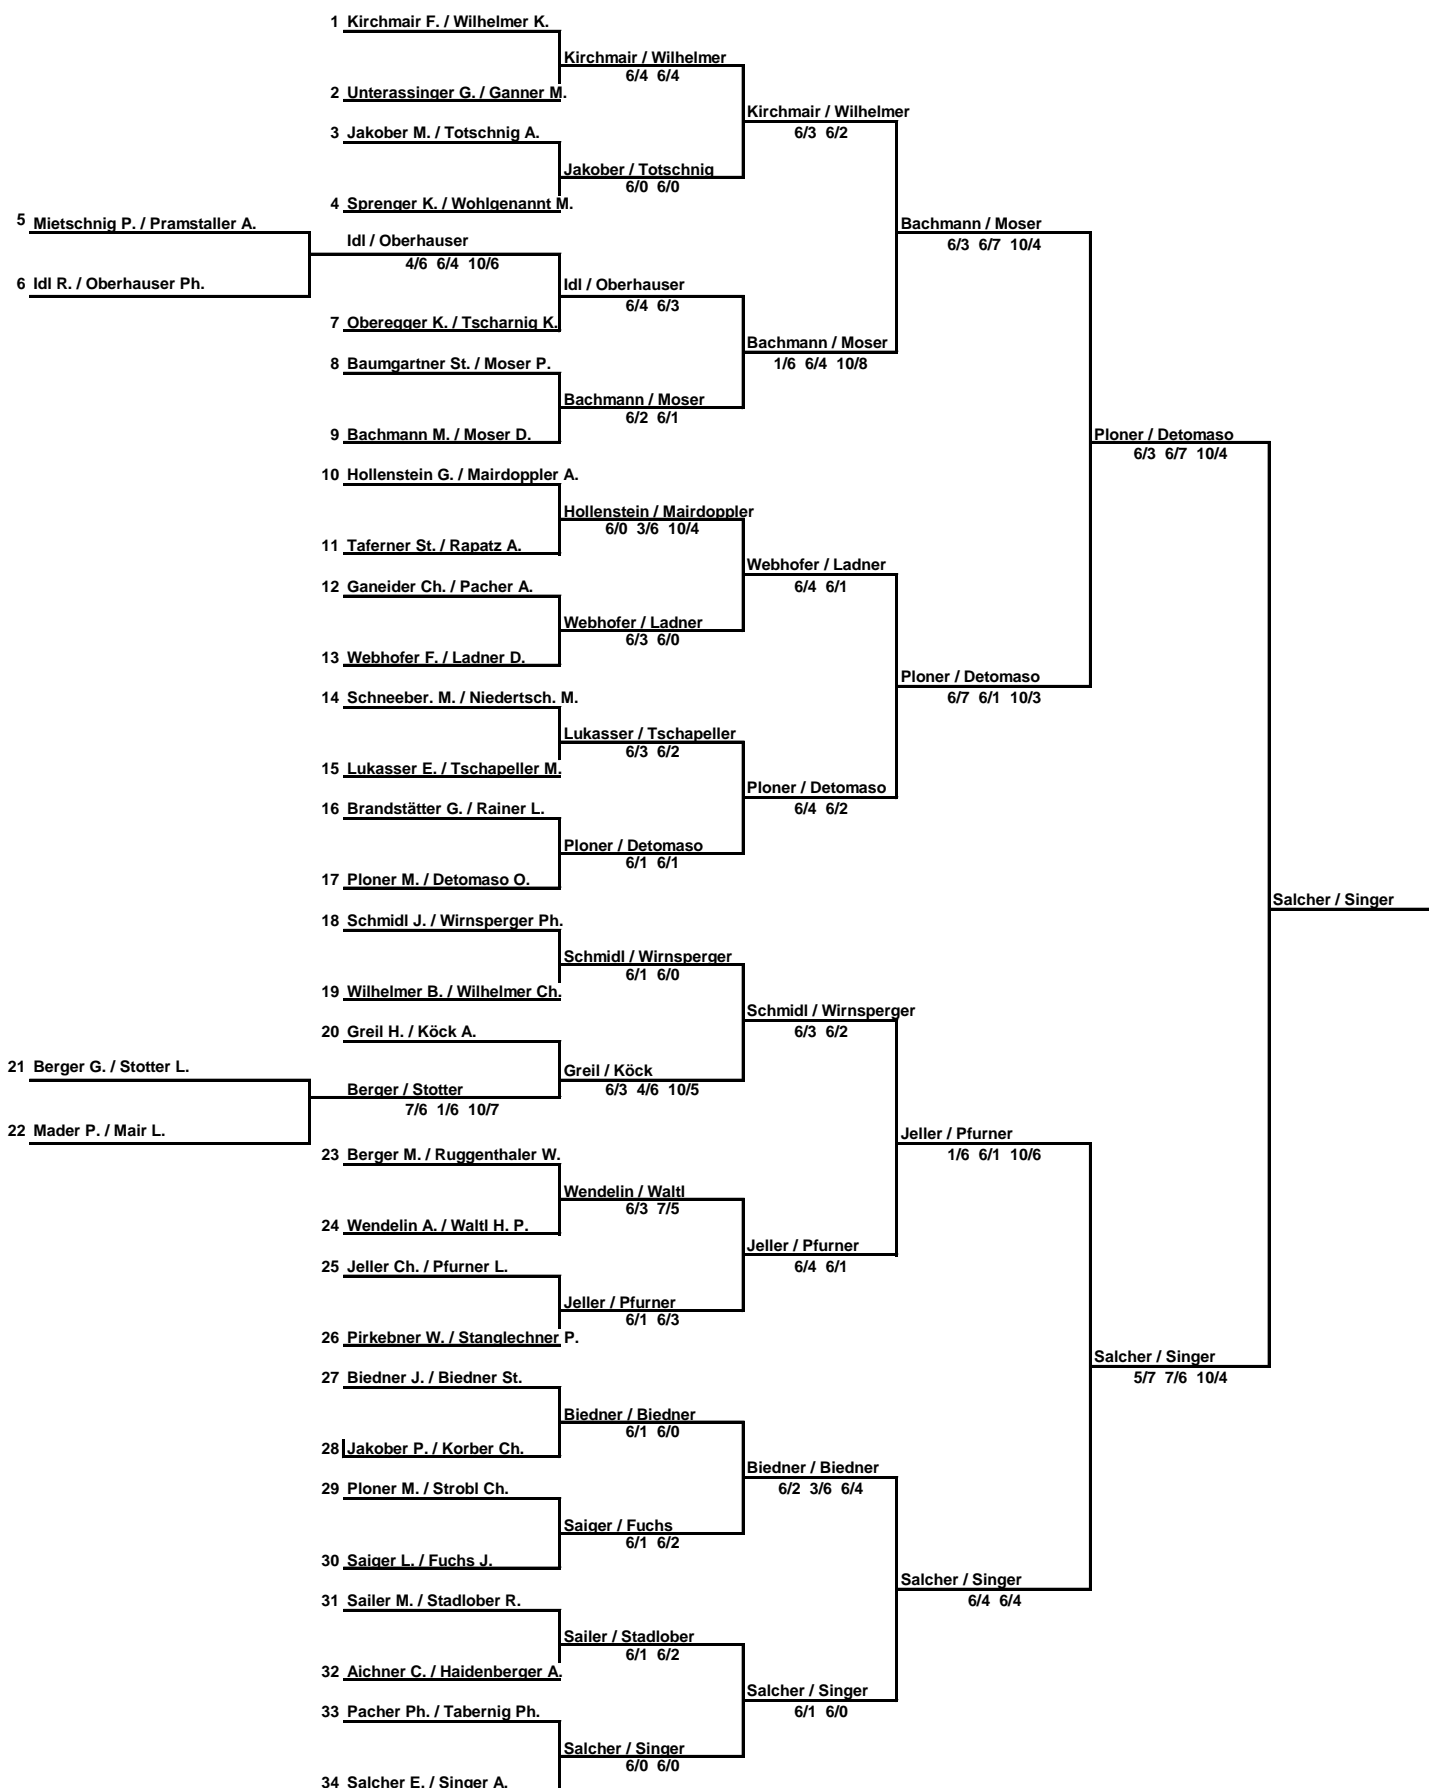 1 Kirchmair F. / Wilhelmer K.
Kirchmair / Wilhelmer
6/4 6/4
2 Unterassinger G. / Ganner M.
Kirchmair / Wilhelmer
6/3 6/2
3 Jakober M. / Totschnig A.
Jakober / Totschnig
6/0 6/0
4 Sprenger K. / Wohlgenannt M.
5 Mietschnig P. / Pramstaller A.
Bachmann / Moser
6/3 6/7 10/4
Idl / Oberhauser
4/6 6/4 10/6
6 Idl R. / Oberhauser Ph.
Idl / Oberhauser
6/4 6/3
7 Oberegger K. / Tscharnig K.
Bachmann / Moser
1/6 6/4 10/8
8 Baumgartner St. / Moser P.
Bachmann / Moser
6/2 6/1
9 Bachmann M. / Moser D.
Ploner / Detomaso
6/3 6/7 10/4
10 Hollenstein G. / Mairdoppler A.
Hollenstein / Mairdoppler
6/0 3/6 10/4
11 Taferner St. / Rapatz A.
Webhofer / Ladner
6/4 6/1
12 Ganeider Ch. / Pacher A.
Webhofer / Ladner
6/3 6/0
13 Webhofer F. / Ladner D.
Ploner / Detomaso
6/7 6/1 10/3
14 Schneeber. M. / Niedertsch. M.
Lukasser / Tschapeller
6/3 6/2
15 Lukasser E. / Tschapeller M.
Ploner / Detomaso
6/4 6/2
16 Brandstätter G. / Rainer L.
Ploner / Detomaso
6/1 6/1
17 Ploner M. / Detomaso O.
Salcher / Singer
18 Schmidl J. / Wirnsperger Ph.
Schmidl / Wirnsperger
6/1 6/0
19 Wilhelmer B. / Wilhelmer Ch.
Schmidl / Wirnsperger
6/3 6/2
20 Greil H. / Köck A.
21 Berger G. / Stotter L.
Greil / Köck
6/3 4/6 10/5
Berger / Stotter
7/6 1/6 10/7
22 Mader P. / Mair L.
Jeller / Pfurner
1/6 6/1 10/6
23 Berger M. / Ruggenthaler W.
Wendelin / Waltl
6/3 7/5
24 Wendelin A. / Waltl H. P.
Jeller / Pfurner
6/4 6/1
25 Jeller Ch. / Pfurner L.
Jeller / Pfurner
6/1 6/3
26 Pirkebner W. / Stanglechner P.
Salcher / Singer
5/7 7/6 10/4
27 Biedner J. / Biedner St.
Biedner / Biedner
6/1 6/0
28 Jakober P. / Korber Ch.
Biedner / Biedner
6/2 3/6 6/4
29 Ploner M. / Strobl Ch.
Saiger / Fuchs
6/1 6/2
30 Saiger L. / Fuchs J.
Salcher / Singer
6/4 6/4
31 Sailer M. / Stadlober R.
Sailer / Stadlober
6/1 6/2
32 Aichner C. / Haidenberger A.
Salcher / Singer
6/1 6/0
33 Pacher Ph. / Tabernig Ph.
Salcher / Singer
6/0 6/0
34 Salcher E. / Singer A.